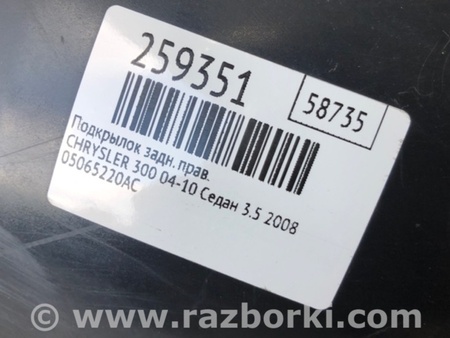 259351
58735
Подкрылок задн. прав.
CHRYSLER 300 04-10 Седан 3.5 2008
05065220AC
© www.razborki.com